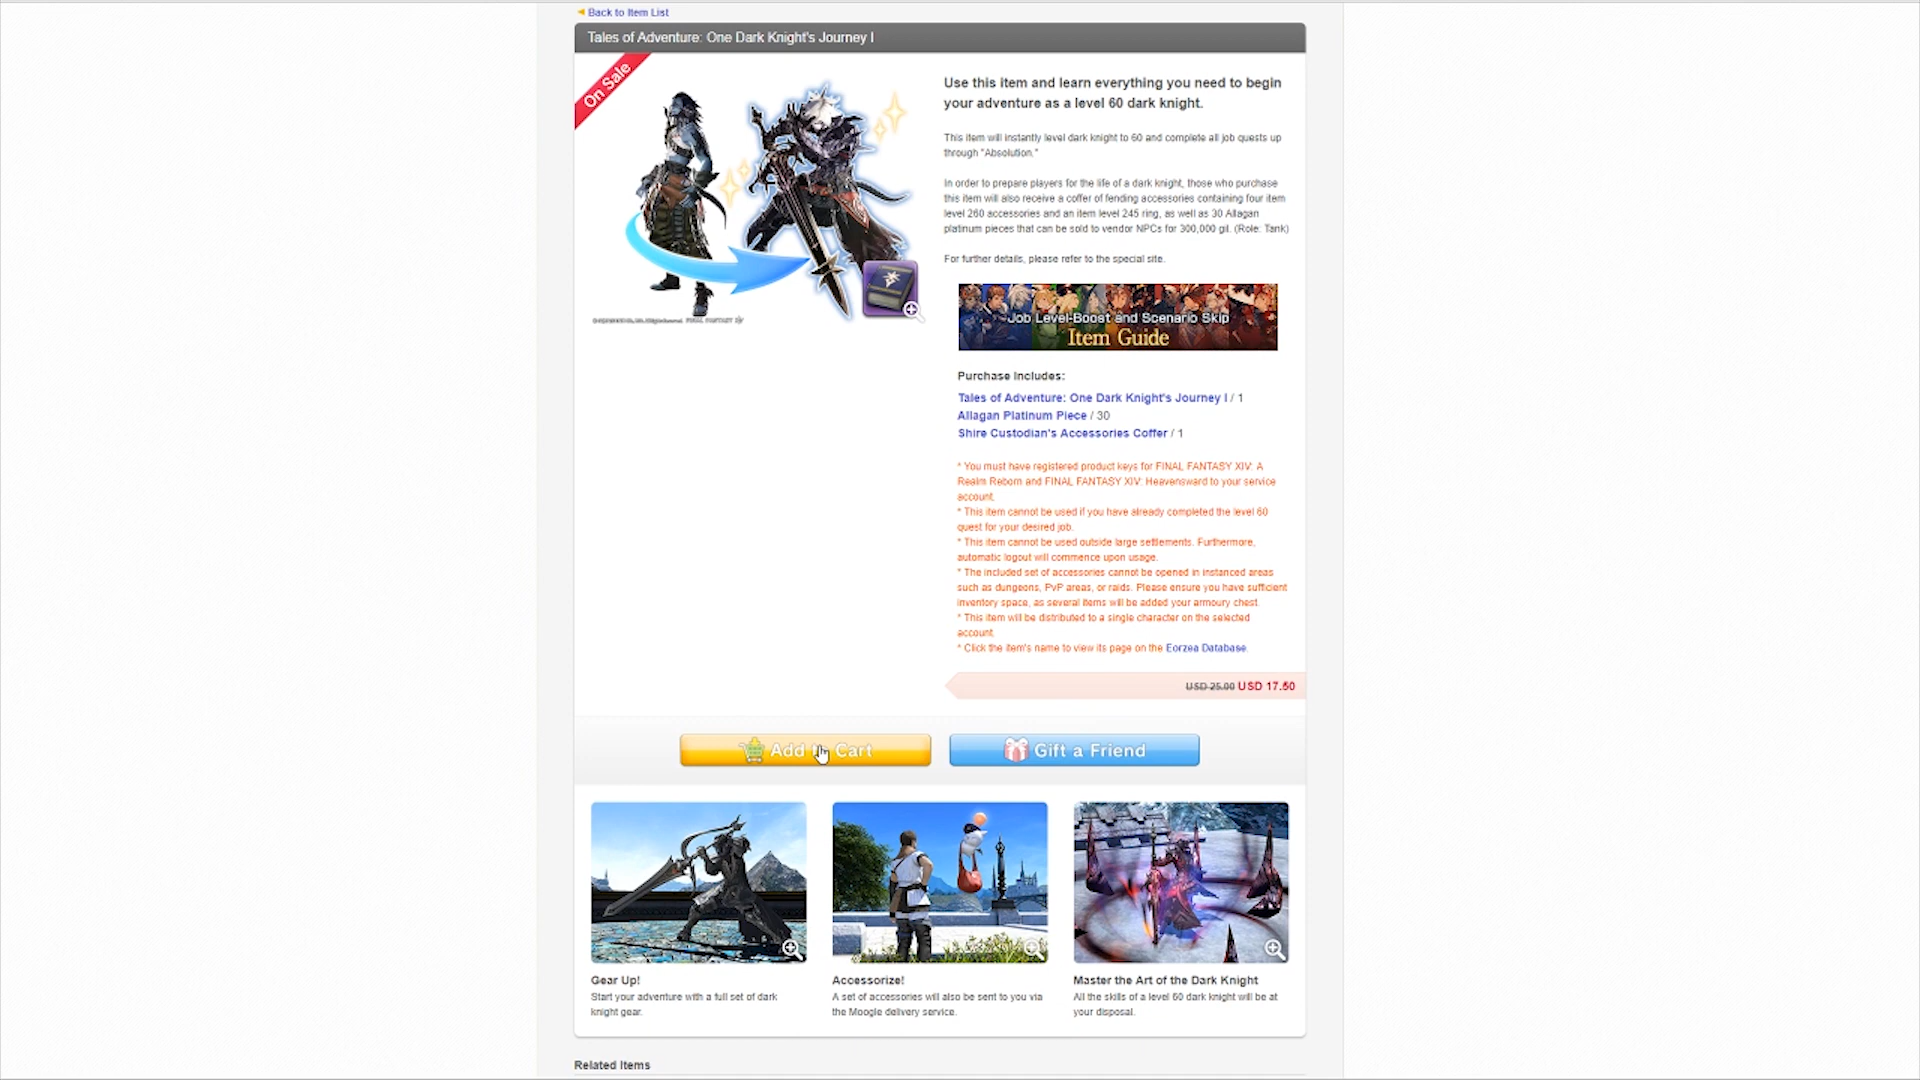 Back to Item List
Tales of Adventure: One Dark Knight's Journey I
On Sale
Use this item and learn everything you need to begin
your adventure as a level 60 dark knight.
This item will instantly level dark knight to 60 and complete all job quests up
through "Absolution."
In order to prepare players for the life of a dark knight, those who purchase
this item will also receive a coffer of fending accessories containing four item
level 260 accessories and an item level 245 ring, as well as 30 Allagan
platinum pieces that can be sold to vendor NPCs for 300,000 gil. (Role: Tank)
For further details, please refer to the special site.
FINAL FANTASY XIV
Job Level-Boost and Scenario Skip
Item Guide
Purchase Includes:
Tales of Adventure: One Dark Knight's Journey I / 1
Allagan Platinum Piece / 30
Shire Custodian's Accessories Coffer / 1
* You must have registered product keys for FINAL FANTASY XIV: A
Realm Reborn and FINAL FANTASY XIV: Heavensward to your service
account.
* This item cannot be used if you have already completed the level 60
quest for your desired job.
* This item cannot be used outside large settlements. Furthermore,
automatic logout will commence upon usage.
* The included set of accessories cannot be opened in instanced areas
such as dungeons, PvP areas, or raids. Please ensure you have sufficient
inventory space, as several items will be added your armoury chest.
* This item will be distributed to a single character on the selected
account.
* Click the item's name to view its page on the Eorzea Database.
USD 25.00 USD 17.50
Add to Cart
Gift a Friend
Gear Up!
Start your adventure with a full set of dark
knight gear.
Accessorize!
A set of accessories will also be sent to you via
the Moogle delivery service.
Master the Art of the Dark Knight
All the skills of a level 60 dark knight will be at
your disposal.
Related Items